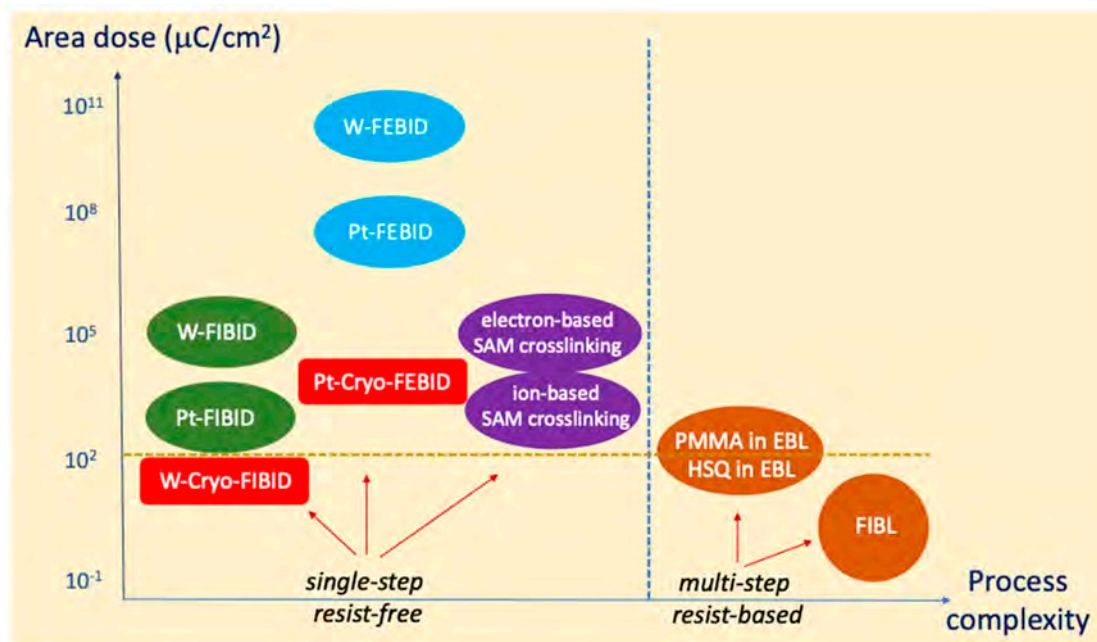 Area dose (μC/cm²)
10¹¹
W-FEBID
10⁸
Pt-FEBID
10⁵
W-FIBID
electron-based
SAM crosslinking
Pt-Cryo-FEBID
ion-based
SAM crosslinking
Pt-FIBID
PMMA in EBL
HSQ in EBL
10²
W-Cryo-FIBID
FIBL
10⁻¹
single-step
resist-free
multi-step
resist-based
Process
complexity